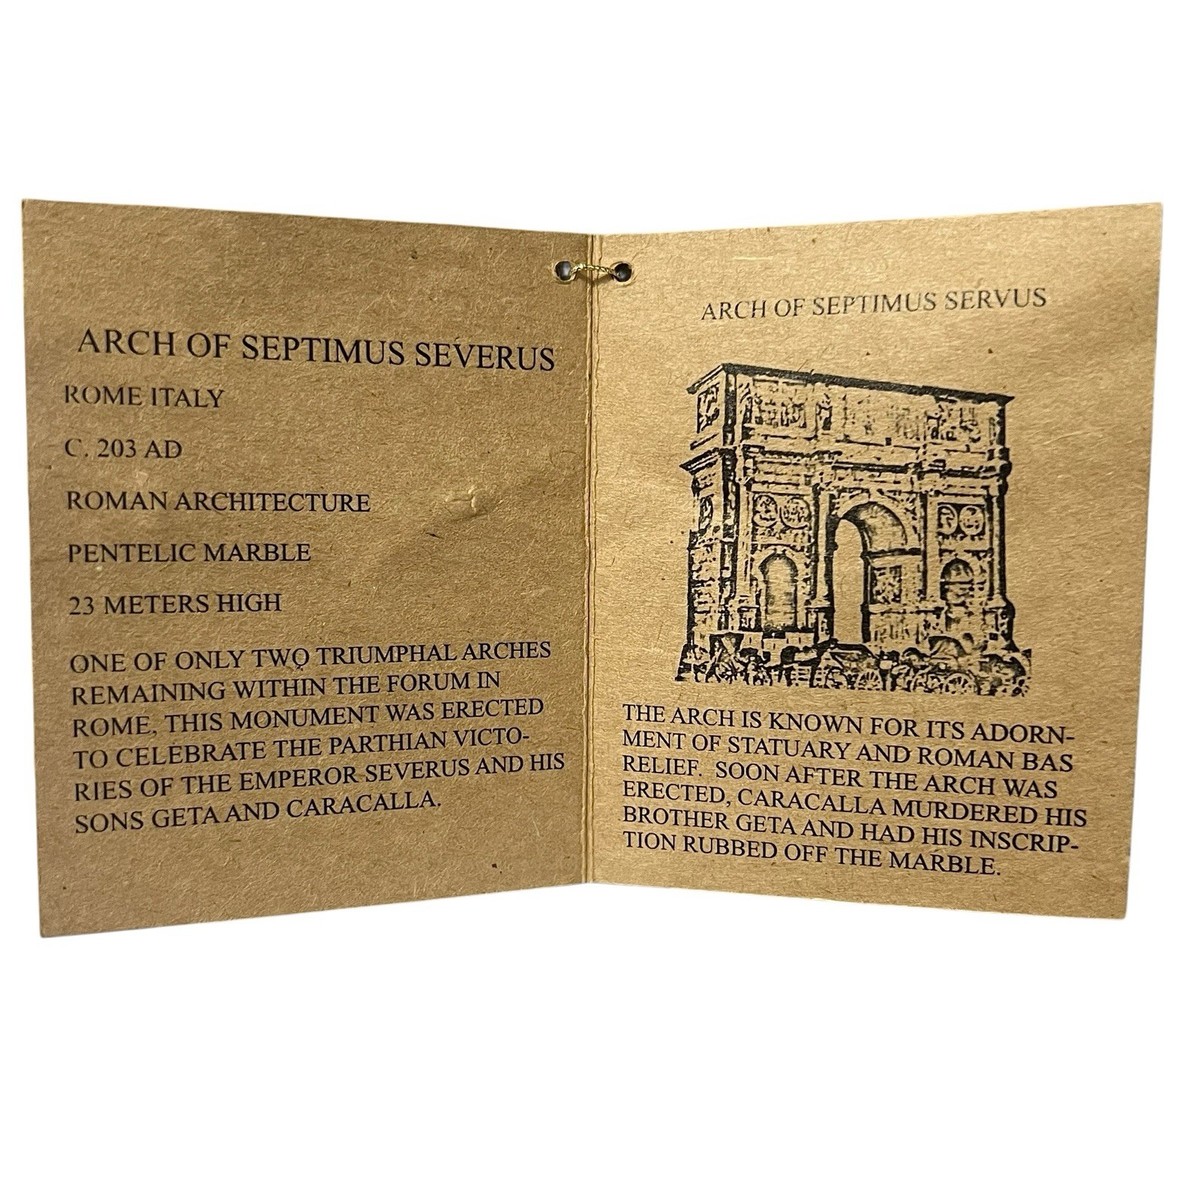 ARCH OF SEPTIMUS SEVERUS
ROME ITALY
C. 203 AD
ROMAN ARCHITECTURE
PENTELIC MARBLE
23 METERS HIGH
ONE OF ONLY TWO TRIUMPHAL ARCHES
REMAINING WITHIN THE FORUM IN
ROME, THIS MONUMENT WAS ERECTED
TO CELEBRATE THE PARTHIAN VICTO-
RIES OF THE EMPEROR SEVERUS AND HIS
SONS GETA AND CARACALLA.
ARCH OF SEPTIMUS SERVUS
THE ARCH IS KNOWN FOR ITS ADORN-
MENT OF STATUARY AND ROMAN BAS
RELIEF. SOON AFTER THE ARCH WAS
ERECTED, CARACALLA MURDERED HIS
BROTHER GETA AND HAD HIS INSCRIP-
TION RUBBED OFF THE MARBLE.